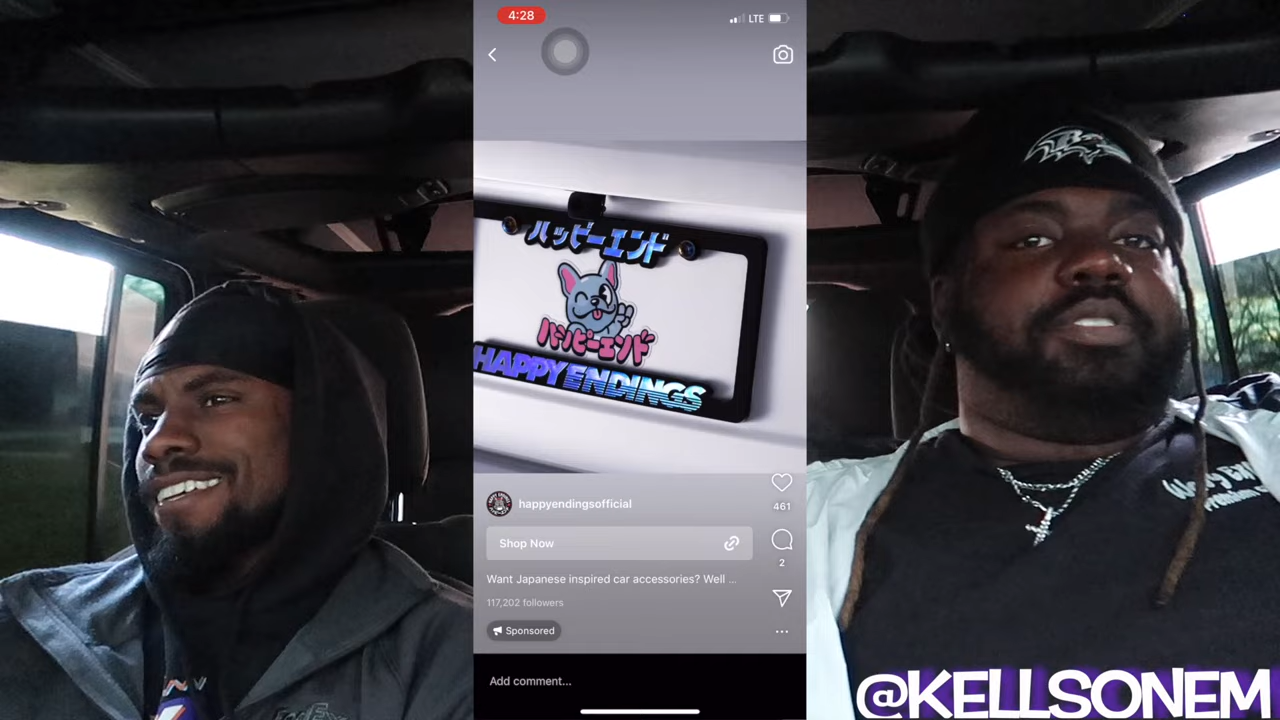 4:28
LTE
ハッピーエンド
ハッピーエンド
HAPPY ENDINGS
happyendingsofficial
461
Shop Now
2
Want Japanese inspired car accessories? Well ...
117,202 followers
Sponsored
Add comment...
@KELLSONEM